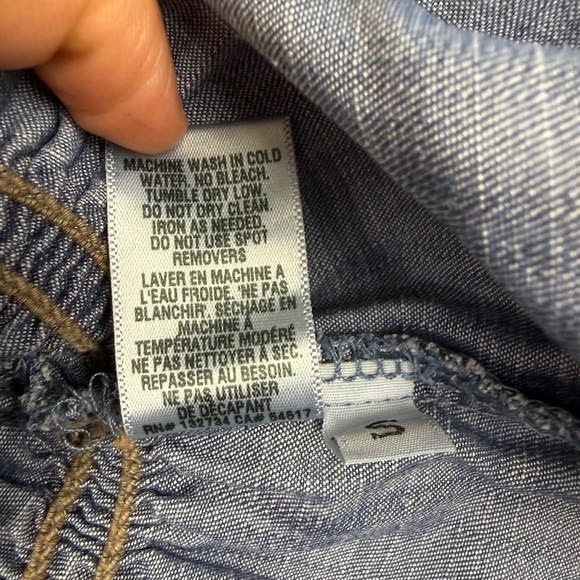 MACHINE WASH IN COLD
WATER, NO BLEACH.
TUMBLE DRY LOW.
DO NOT DRY CLEAN.
IRON AS NEEDED.
DO NOT USE SPOT
REMOVERS
LAVER EN MACHINE À
L'EAU FROIDE. 'NE PAS
BLANCHIR'. SÉCHAGE EN
MACHINE À
TEMPÉRATURE MODÉRÉ
NE PAS NETTOYER A SEC.
REPASSER AU BESOIN.
NE PAS UTILISER
DE DÉCAPANT
RN# 132734 CA# 54617
S